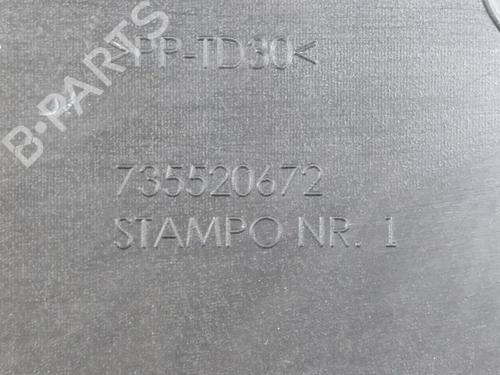 >PP-TD30<
735520672
STAMPO NR. 1
B-PARTS